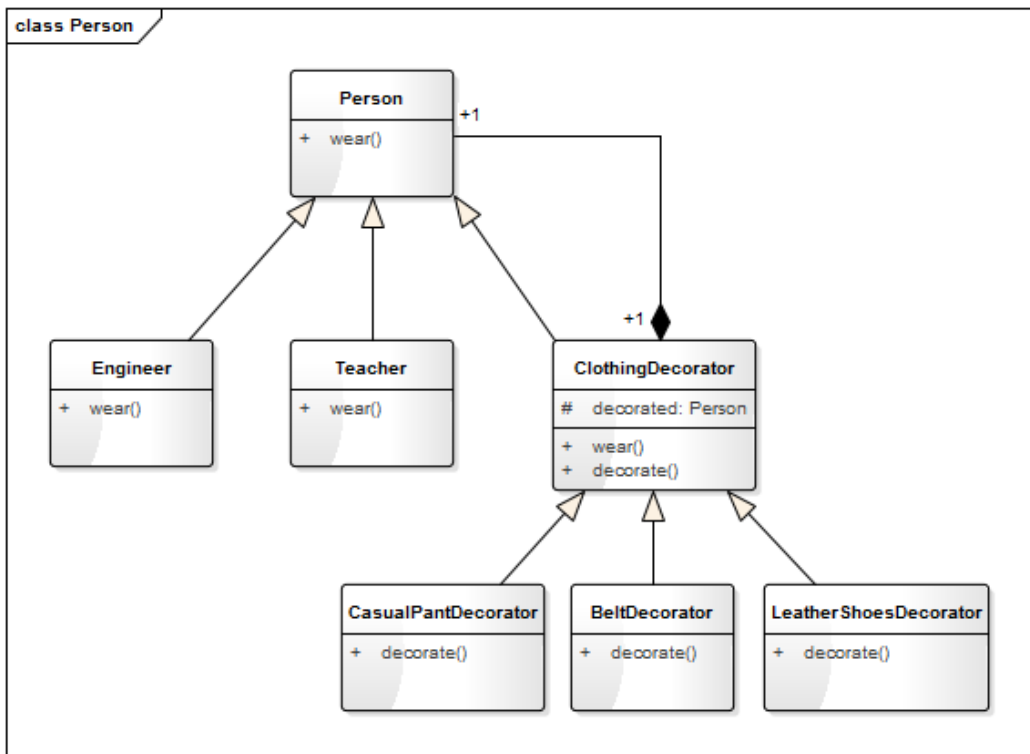 class Person
Person
+1
+ wear()
+1
Engineer
+ wear()
Teacher
+ wear()
ClothingDecorator
# decorated: Person
+ wear()
+ decorate()
CasualPantDecorator
+ decorate()
BeltDecorator
+ decorate()
LeatherShoesDecorator
+ decorate()